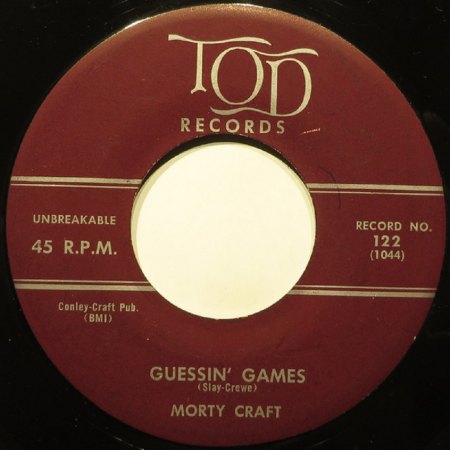 TOD
RECORDS
UNBREAKABLE
45 R.P.M.
RECORD NO.
122
(1044)
Conley-Craft Pub.
(BMI)
GUESSIN' GAMES
(Slay-Crewe)
MORTY CRAFT